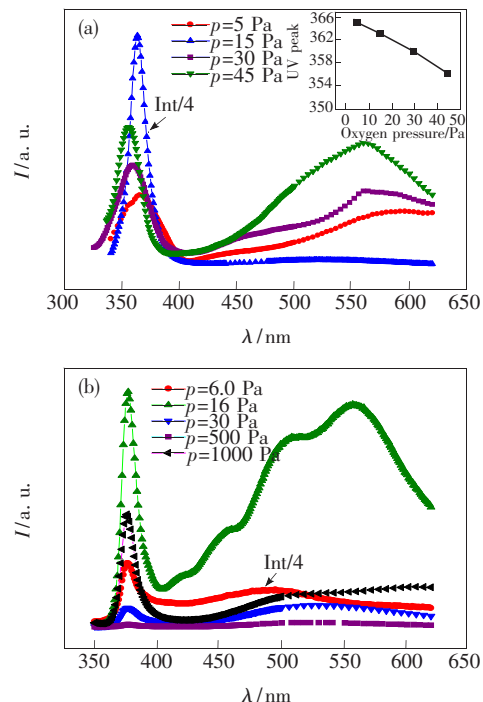 (a)
p=5 Pa
p=15 Pa
p=30 Pa
p=45 Pa
Int/4
366
362
358
354
350
UV peak
0 10 20 30 40 50
Oxygen pressure/Pa
I/a. u.
300 350 400 450 500 550 600 650
λ/nm
(b)
p=6.0 Pa
p=16 Pa
p=30 Pa
p=500 Pa
p=1000 Pa
Int/4
I/a. u.
350 400 450 500 550 600 650
λ/nm